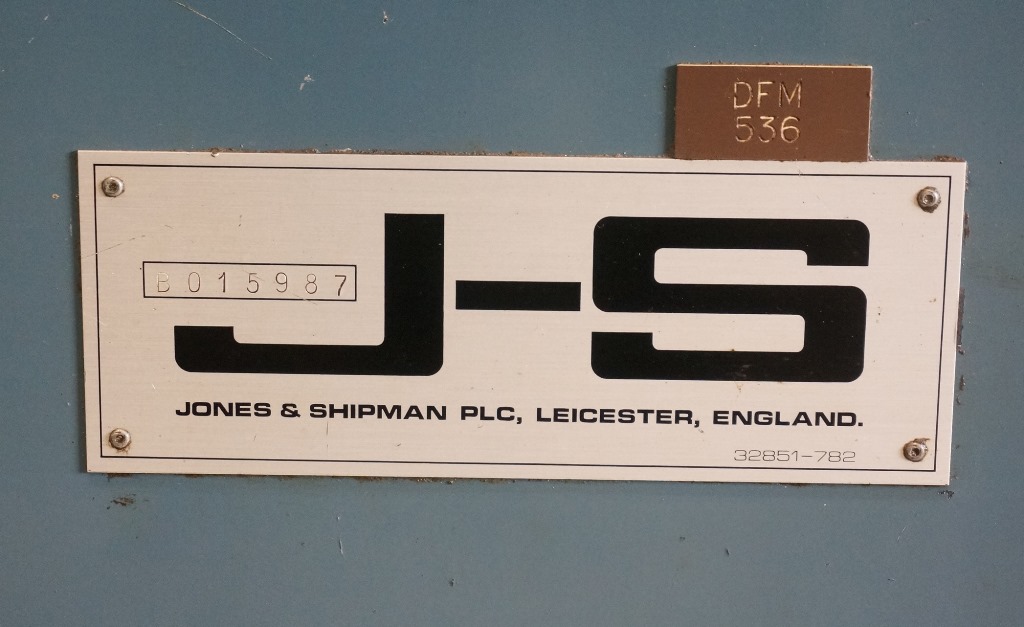 DFM
536
B015987
J-S
JONES & SHIPMAN PLC, LEICESTER, ENGLAND.
32851-782